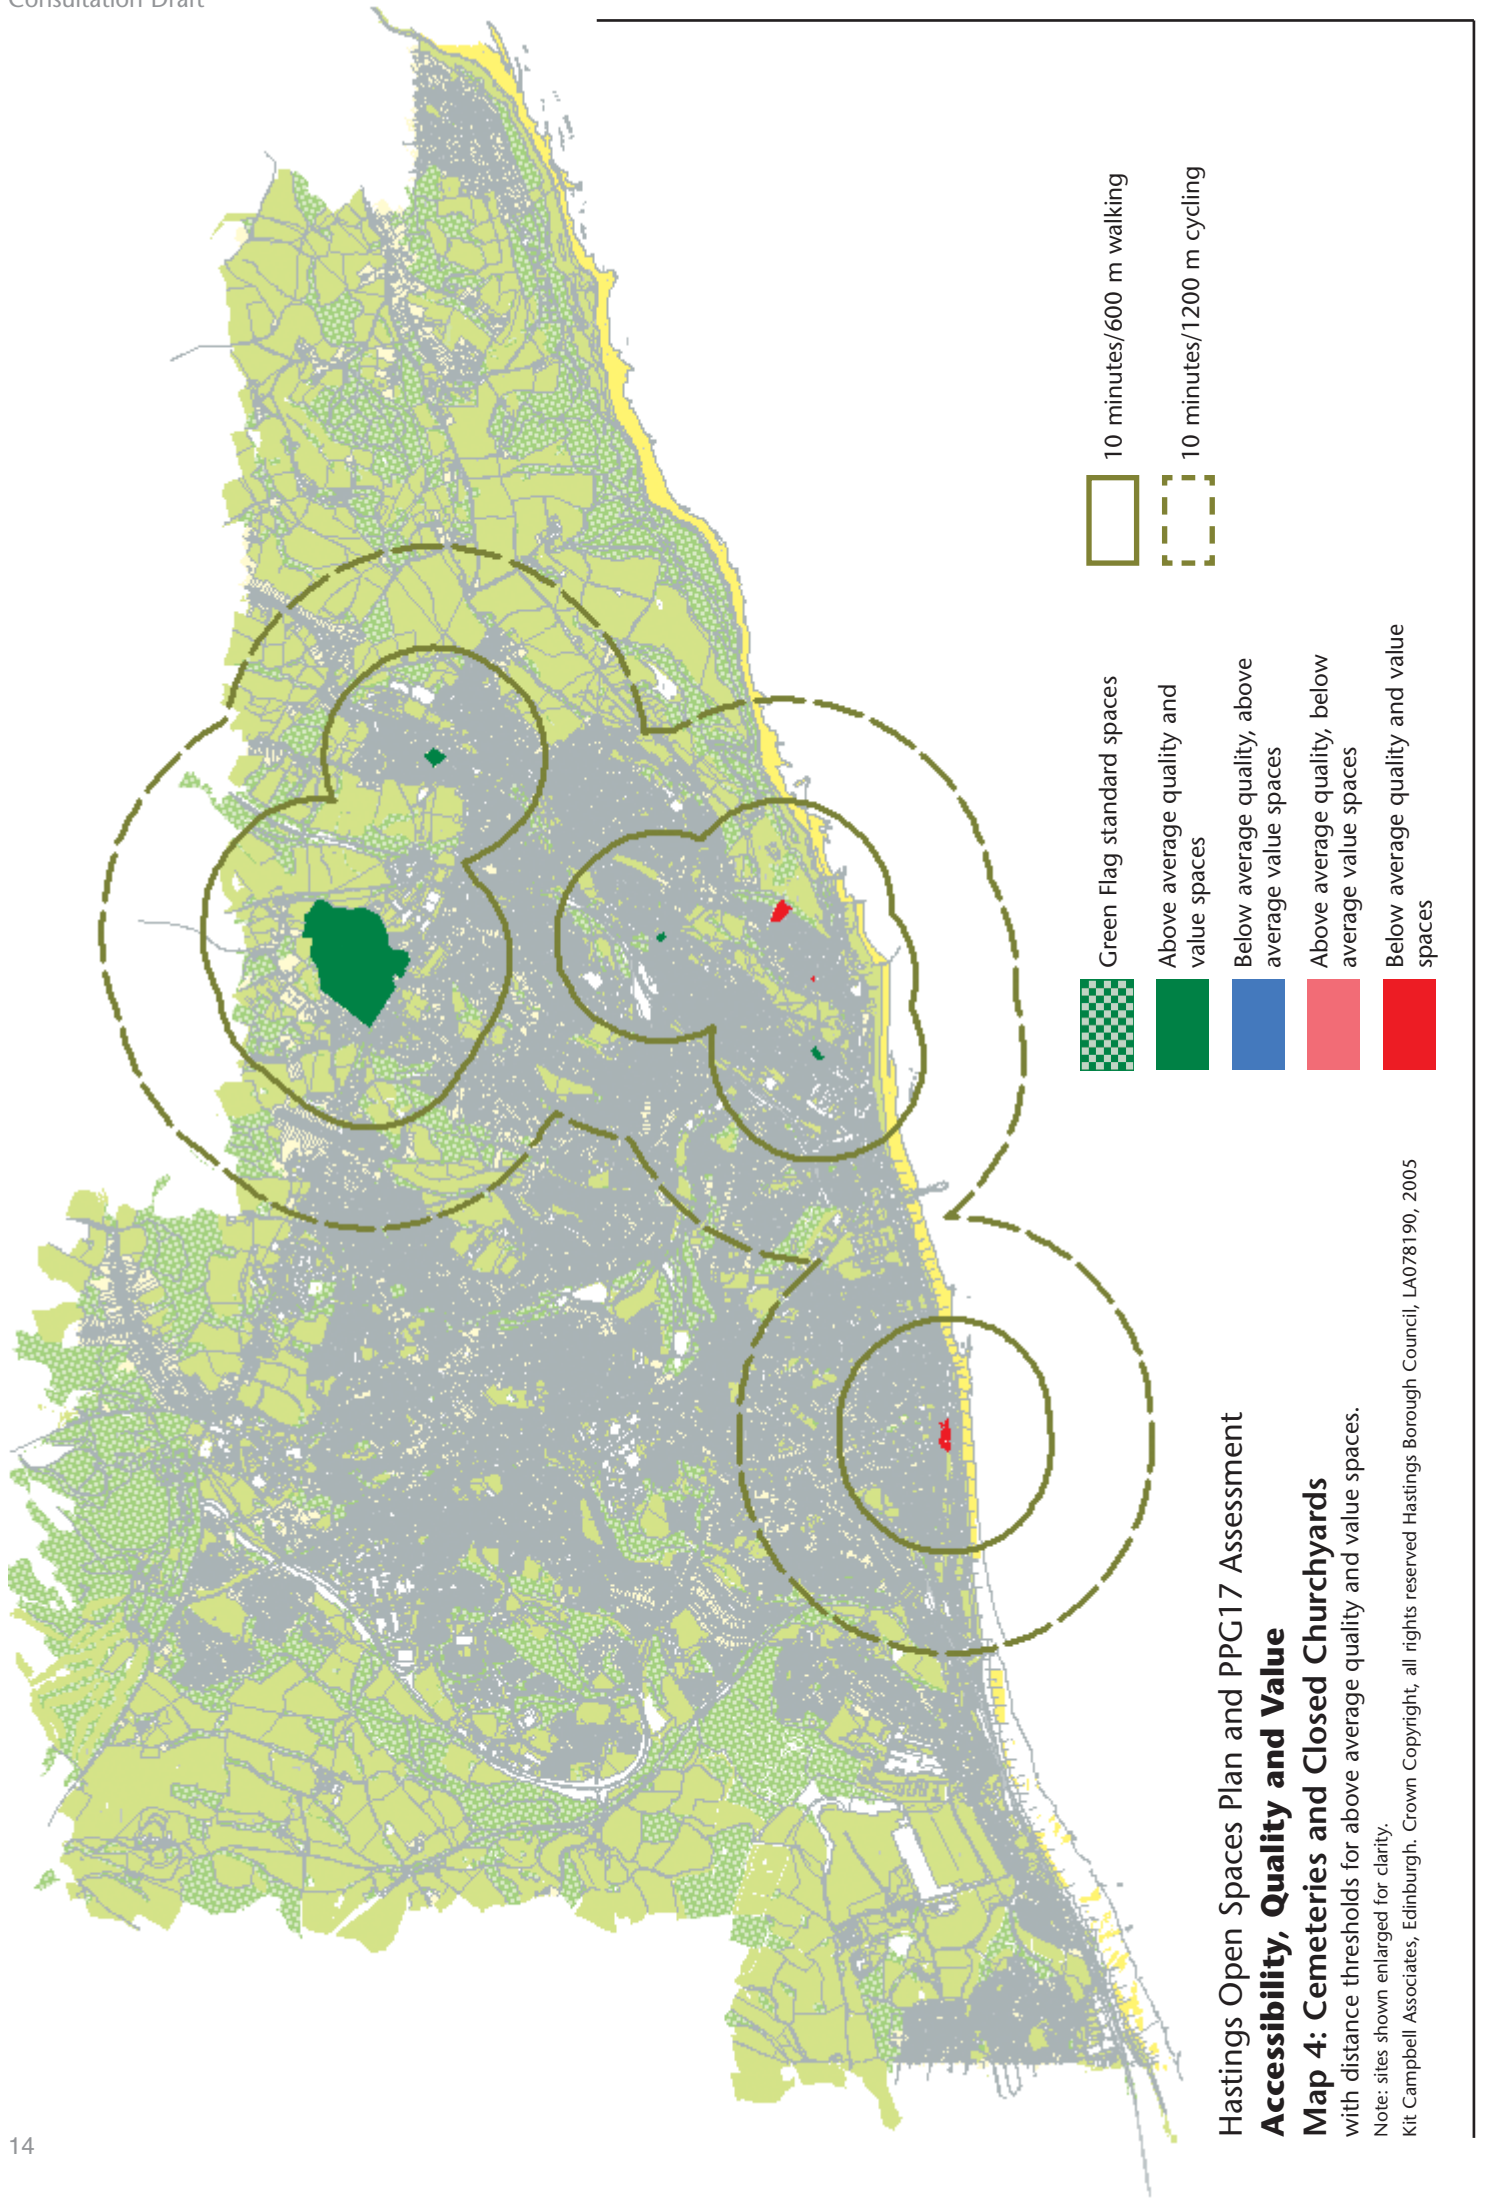 Consultation Draft
Hastings Open Spaces Plan and PPG17 Assessment
Accessibility, Quality and Value
Map 4: Cemeteries and Closed Churchyards
with distance thresholds for above average quality and value spaces.
Note: sites shown enlarged for clarity.
Kit Campbell Associates, Edinburgh. Crown Copyright, all rights reserved Hastings Borough Council, LA078190, 2005
Green Flag standard spaces
Above average quality and
value spaces
Below average quality, above
average value spaces
Above average quality, below
average value spaces
Below average quality and value
spaces
10 minutes/600 m walking
10 minutes/1200 m cycling
14